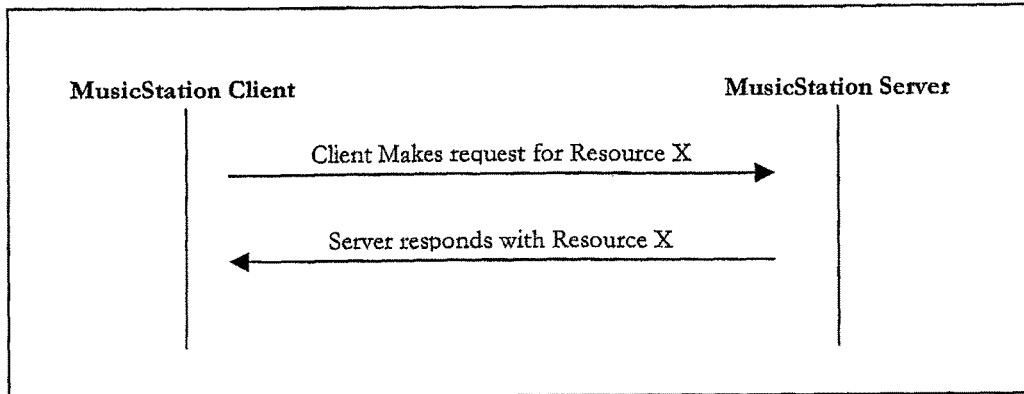 MusicStation Client
MusicStation Server
Client Makes request for Resource X
Server responds with Resource X